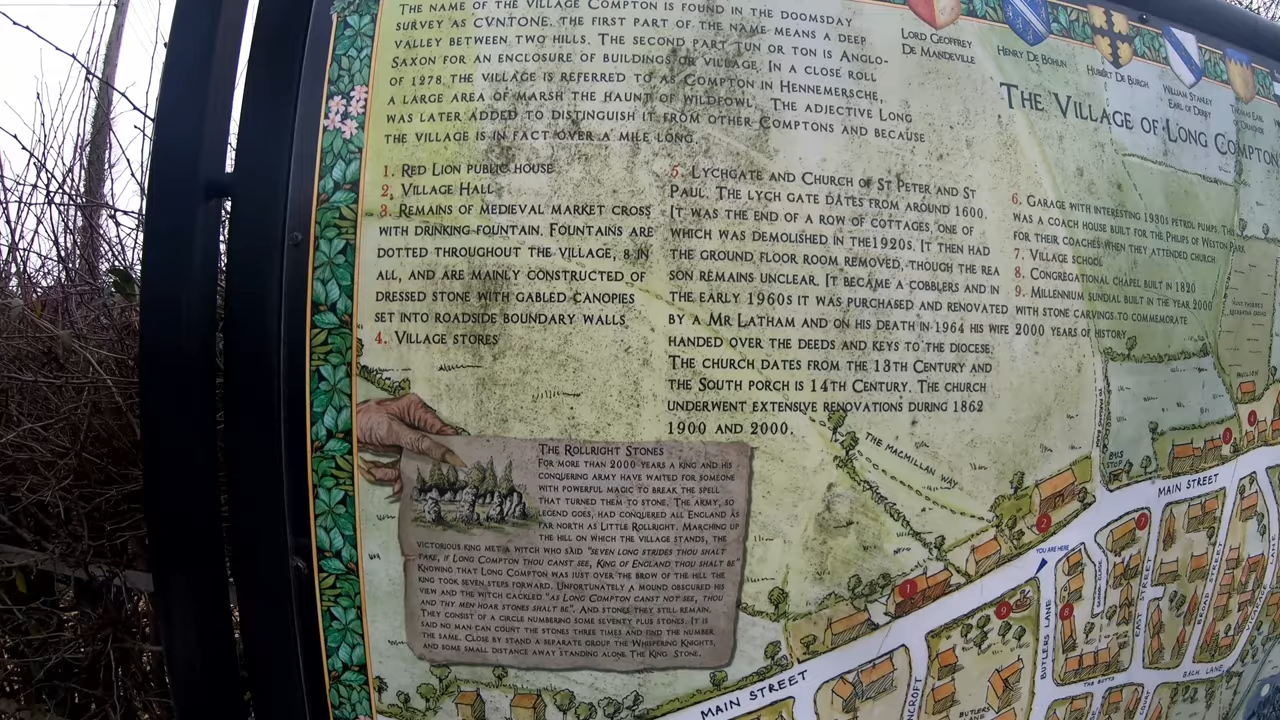 THE NAME OF THE VILLAGE COMPTON IS FOUND IN THE DOOMSDAY
SURVEY AS CVNTONE. THE FIRST PART OF THE NAME MEANS A DEEP
VALLEY BETWEEN TWO HILLS. THE SECOND PART TUN OR TON IS ANGLO-
SAXON FOR AN ENCLOSURE OF BUILDINGS OR VILLAGE. IN A CLOSE ROLL
OF 1278 THE VILLAGE IS REFERRED TO AS COMPTON IN HENNEMERSCHE,
A LARGE AREA OF MARSH THE HAUNT OF WILDFOWL. THE ADJECTIVE LONG
WAS LATER ADDED TO DISTINGUISH IT FROM OTHER COMPTONS AND BECAUSE
THE VILLAGE IS IN FACT OVER A MILE LONG.
LORD GEOFFREY
DE MANDEVILLE
HENRY DE BOHUN
HUBERT DE BURGH
WILLIAM STANLEY
EARL OF DERBY
THOMAS EARL
THE VILLAGE OF LONG COMPTON
1. RED LION PUBLIC HOUSE
2. VILLAGE HALL
3. REMAINS OF MEDIEVAL MARKET CROSS
WITH DRINKING FOUNTAIN. FOUNTAINS ARE
DOTTED THROUGHOUT THE VILLAGE, 8 IN
ALL, AND ARE MAINLY CONSTRUCTED OF
DRESSED STONE WITH GABLED CANOPIES
SET INTO ROADSIDE BOUNDARY WALLS
4. VILLAGE STORES
5. LYCHGATE AND CHURCH OF ST PETER AND ST
PAUL. THE LYCH GATE DATES FROM AROUND 1600.
IT WAS THE END OF A ROW OF COTTAGES, ONE OF
WHICH WAS DEMOLISHED IN THE 1920S. IT THEN HAD
THE GROUND FLOOR ROOM REMOVED, THOUGH THE REA
SON REMAINS UNCLEAR. IT BECAME A COBBLERS AND IN
THE EARLY 1960S IT WAS PURCHASED AND RENOVATED
BY A MR LATHAM AND ON HIS DEATH IN 1964 HIS WIFE
HANDED OVER THE DEEDS AND KEYS TO THE DIOCESE.
THE CHURCH DATES FROM THE 13TH CENTURY AND
THE SOUTH PORCH IS 14TH CENTURY. THE CHURCH
UNDERWENT EXTENSIVE RENOVATIONS DURING 1862
1900 AND 2000.
6. GARAGE WITH INTERESTING 1930S PETROL PUMPS. THIS
WAS A COACH HOUSE BUILT FOR THE PHILIPS OF WESTON PARK
FOR THEIR COACHES WHEN THEY ATTENDED CHURCH
7. VILLAGE SCHOOL
8. CONGREGATIONAL CHAPEL BUILT IN 1820
9. MILLENNIUM SUNDIAL BUILT IN THE YEAR 2000
WITH STONE CARVINGS TO COMMEMORATE
2000 YEARS OF HISTORY
THE ROLLRIGHT STONES
FOR MORE THAN 2000 YEARS A KING AND HIS
CONQUERING ARMY HAVE WAITED FOR SOMEONE
WITH POWERFUL MAGIC TO BREAK THE SPELL
THAT TURNED THEM TO STONE. THE ARMY, SO
LEGEND GOES, HAD CONQUERED ALL ENGLAND AS
FAR NORTH AS LITTLE ROLLRIGHT. MARCHING UP
THE HILL ON WHICH THE VILLAGE STANDS, THE
VICTORIOUS KING MET A WITCH WHO SAID "SEVEN LONG STRIDES THOU SHALT
TAKE, IF LONG COMPTON THOU CANST SEE, KING OF ENGLAND THOU SHALT BE"
KNOWING THAT LONG COMPTON WAS JUST OVER THE BROW OF THE HILL THE
KING TOOK SEVEN STEPS FORWARD. UNFORTUNATELY A MOUND OBSCURED HIS
VIEW AND THE WITCH CACKLED "AS LONG COMPTON CANST NOT SEE, THOU
AND THY MEN HOAR STONES SHALT BE". AND STONES THEY STILL REMAIN.
THEY CONSIST OF A CIRCLE NUMBERING SOME SEVENTY PLUS STONES. IT IS
SAID NO MAN CAN COUNT THE STONES THREE TIMES AND FIND THE NUMBER
THE SAME. CLOSE BY STAND A SEPARATE GROUP THE WHISPERING KNIGHTS,
AND SOME SMALL DISTANCE AWAY STANDING ALONE THE KING STONE.
THE MACMILLAN WAY
PAVILION
BUS
STOP
MAIN STREET
YOU ARE HERE
1
2
3
4
7
8
9
BUTLERS LANE
EAST STREET
BROAD STREET
BACK LANE
THE BUTTS
MAIN STREET